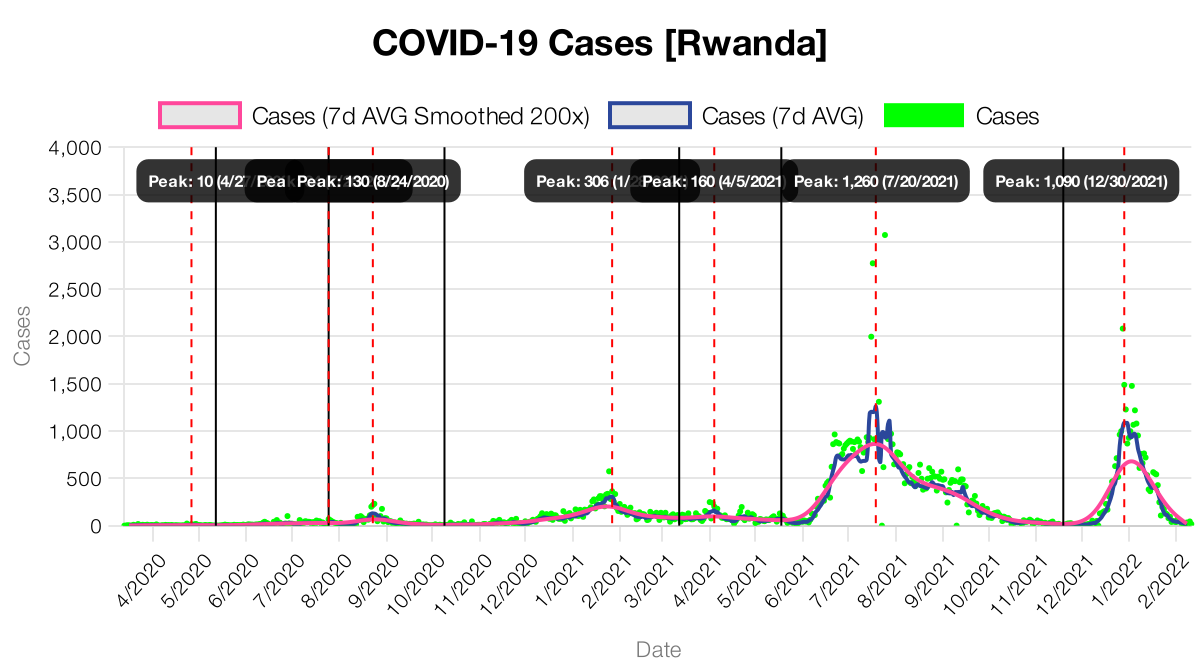 COVID-19 Cases [Rwanda]
Cases (7d AVG Smoothed 200x) Cases (7d AVG) Cases
4,000
3,500
3,000
2,500
2,000
1,500
1,000
500
0
Cases
Peak: 10 (4/27 Peak Peak: 130 (8/24/2020) Peak: 306 (1/28 Peak: 160 (4/5/2021) Peak: 1,260 (7/20/2021) Peak: 1,090 (12/30/2021)
4/2020 5/2020 6/2020 7/2020 8/2020 9/2020 10/2020 11/2020 12/2020 1/2021 2/2021 3/2021 4/2021 5/2021 6/2021 7/2021 8/2021 9/2021 10/2021 11/2021 12/2021 1/2022 2/2022
Date